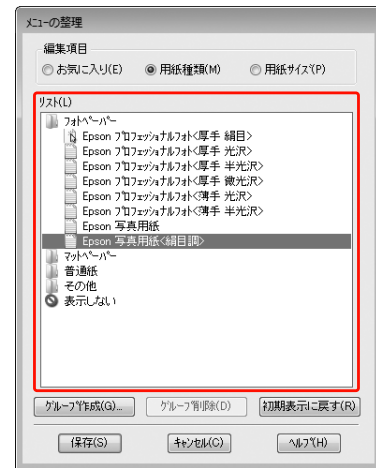 ﾒﾆｭｰの整理
編集項目
お気に入り(E) 用紙種類(M) 用紙ｻｲｽﾞ(P)
ﾘｽﾄ(L)
ﾌｫﾄﾍﾟｰﾊﾟｰ
Epson ﾌﾟﾛﾌｪｯｼｮﾅﾙﾌｫﾄ<厚手 絹目>
Epson ﾌﾟﾛﾌｪｯｼｮﾅﾙﾌｫﾄ<厚手 光沢>
Epson ﾌﾟﾛﾌｪｯｼｮﾅﾙﾌｫﾄ<厚手 半光沢>
Epson ﾌﾟﾛﾌｪｯｼｮﾅﾙﾌｫﾄ<厚手 微光沢>
Epson ﾌﾟﾛﾌｪｯｼｮﾅﾙﾌｫﾄ<薄手 光沢>
Epson ﾌﾟﾛﾌｪｯｼｮﾅﾙﾌｫﾄ<薄手 半光沢>
Epson 写真用紙
Epson 写真用紙<絹目調>
ﾏｯﾄﾍﾟｰﾊﾟｰ
普通紙
その他
表示しない
ｸﾞﾙｰﾌﾟ作成(G)... ｸﾞﾙｰﾌﾟ削除(D) 初期表示に戻す(R)
保存(S) ｷｬﾝｾﾙ(C) ﾍﾙﾌﾟ(H)